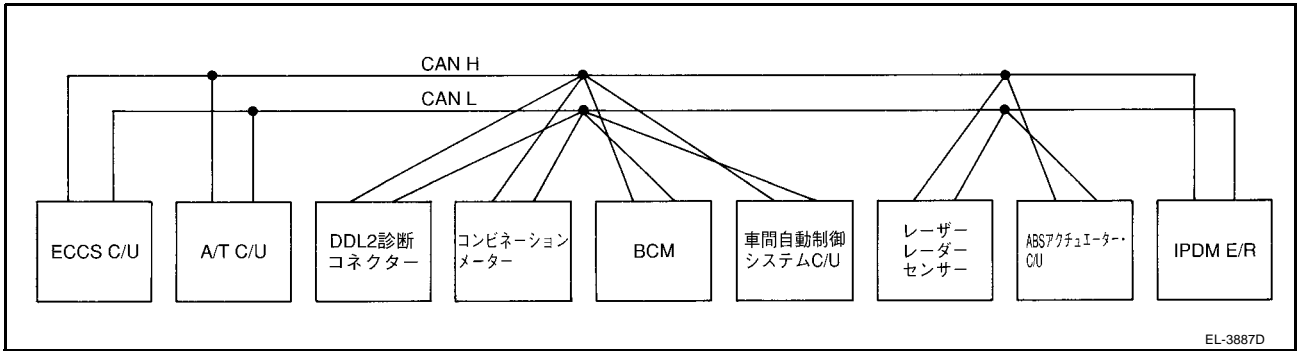 CAN H
CAN L
ECCS C/U
A/T C/U
DDL2診断
コネクター
コンビネーション
メーター
BCM
車間自動制御
システムC/U
レーザー
レーダー
センサー
ABSアクチュエーター・
C/U
IPDM E/R
EL-3887D